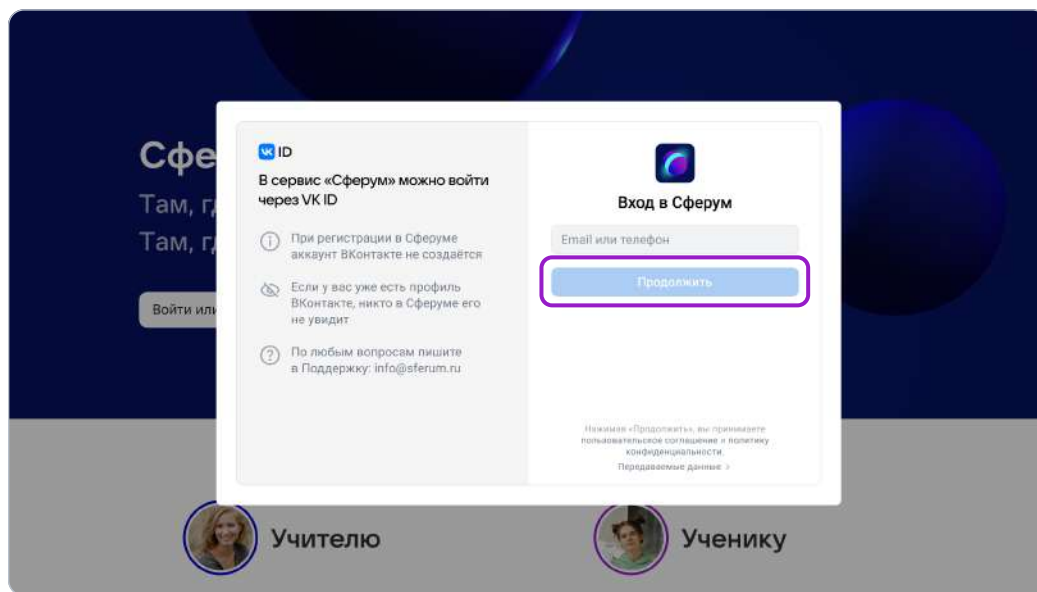 Сфе
Там, г
Там, г
Войти или
VK ID
В сервис «Сферум» можно войти
через VK ID
При регистрации в Сферуме
аккаунт ВКонтакте не создаётся
Если у вас уже есть профиль
ВКонтакте, никто в Сферуме его
не увидит
По любым вопросам пишите
в Поддержку: info@sferum.ru
Вход в Сферум
Email или телефон
Продолжить
Нажимая «Продолжить», вы принимаете
пользовательское соглашение и политику
конфиденциальности.
Передаваемые данные >
Учителю
Ученику